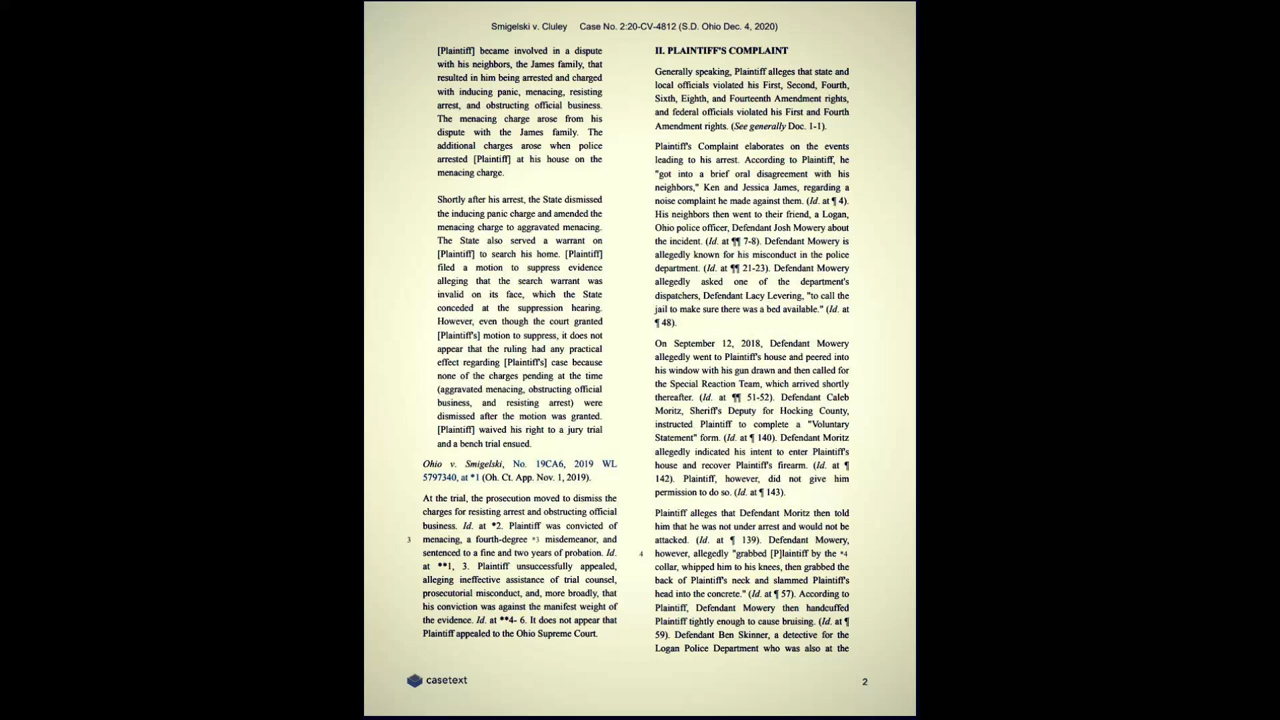 Smigelski v. Cluley Case No. 2:20-CV-4812 (S.D. Ohio Dec. 4, 2020)
[Plaintiff] became involved in a dispute
with his neighbors, the James family, that
resulted in him being arrested and charged
with inducing panic, menacing, resisting
arrest, and obstructing official business.
The menacing charge arose from his
dispute with the James family. The
additional charges arose when police
arrested [Plaintiff] at his house on the
menacing charge.
Shortly after his arrest, the State dismissed
the inducing panic charge and amended the
menacing charge to aggravated menacing.
The State also served a warrant on
[Plaintiff] to search his home. [Plaintiff]
filed a motion to suppress evidence
alleging that the search warrant was
invalid on its face, which the State
conceded at the suppression hearing.
However, even though the court granted
[Plaintiff's] motion to suppress, it does not
appear that the ruling had any practical
effect regarding [Plaintiff's] case because
none of the charges pending at the time
(aggravated menacing, obstructing official
business, and resisting arrest) were
dismissed after the motion was granted.
[Plaintiff] waived his right to a jury trial
and a bench trial ensued.
Ohio v. Smigelski, No. 19CA6, 2019 WL
5797340, at *1 (Oh. Ct. App. Nov. 1, 2019).
At the trial, the prosecution moved to dismiss the
charges for resisting arrest and obstructing official
business. Id. at *2. Plaintiff was convicted of
3 menacing, a fourth-degree *3 misdemeanor, and
sentenced to a fine and two years of probation. Id.
at **1, 3. Plaintiff unsuccessfully appealed,
alleging ineffective assistance of trial counsel,
prosecutorial misconduct, and, more broadly, that
his conviction was against the manifest weight of
the evidence. Id. at **4- 6. It does not appear that
Plaintiff appealed to the Ohio Supreme Court.
II. PLAINTIFF'S COMPLAINT
Generally speaking, Plaintiff alleges that state and
local officials violated his First, Second, Fourth,
Sixth, Eighth, and Fourteenth Amendment rights,
and federal officials violated his First and Fourth
Amendment rights. (See generally Doc. 1-1).
Plaintiff's Complaint elaborates on the events
leading to his arrest. According to Plaintiff, he
"got into a brief oral disagreement with his
neighbors," Ken and Jessica James, regarding a
noise complaint he made against them. (Id. at ¶ 4).
His neighbors then went to their friend, a Logan,
Ohio police officer, Defendant Josh Mowery about
the incident. (Id. at ¶¶ 7-8). Defendant Mowery is
allegedly known for his misconduct in the police
department. (Id. at ¶¶ 21-23). Defendant Mowery
allegedly asked one of the department's
dispatchers, Defendant Lacy Levering, "to call the
jail to make sure there was a bed available." (Id. at
¶ 48).
On September 12, 2018, Defendant Mowery
allegedly went to Plaintiff's house and peered into
his window with his gun drawn and then called for
the Special Reaction Team, which arrived shortly
thereafter. (Id. at ¶¶ 51-52). Defendant Caleb
Moritz, Sheriff's Deputy for Hocking County,
instructed Plaintiff to complete a "Voluntary
Statement" form. (Id. at ¶ 140). Defendant Moritz
allegedly indicated his intent to enter Plaintiff's
house and recover Plaintiff's firearm. (Id. at ¶
142). Plaintiff, however, did not give him
permission to do so. (Id. at ¶ 143).
Plaintiff alleges that Defendant Moritz then told
him that he was not under arrest and would not be
attacked. (Id. at ¶ 139). Defendant Mowery,
4 however, allegedly "grabbed [P]laintiff by the *4
collar, whipped him to his knees, then grabbed the
back of Plaintiff's neck and slammed Plaintiff's
head into the concrete." (Id. at ¶ 57). According to
Plaintiff, Defendant Mowery then handcuffed
Plaintiff tightly enough to cause bruising. (Id. at ¶
59). Defendant Ben Skinner, a detective for the
Logan Police Department who was also at the
casetext
2